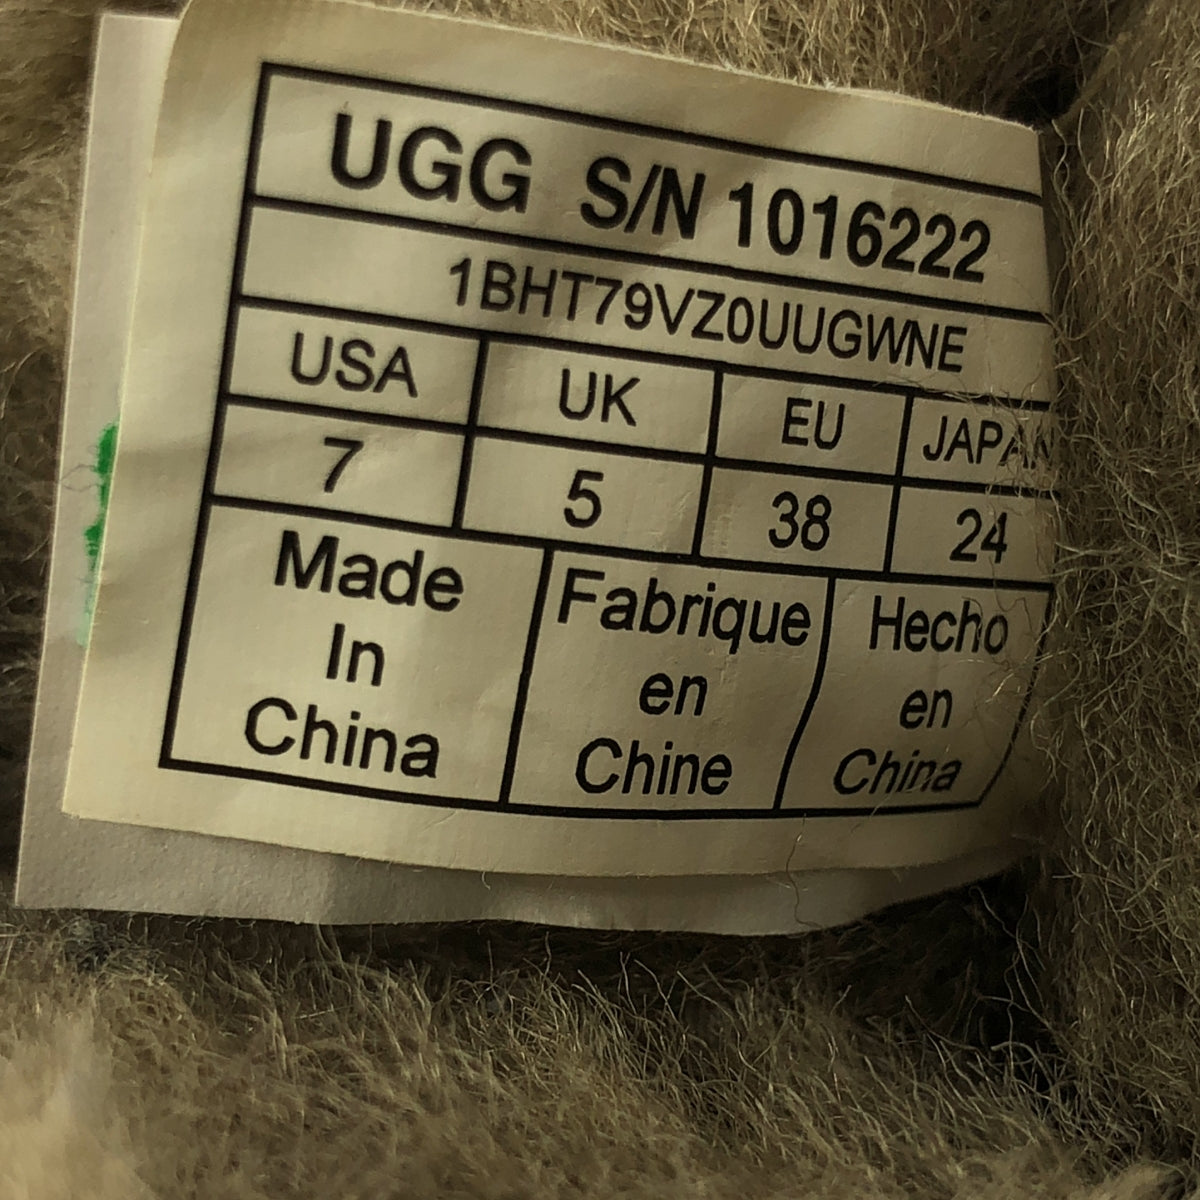 UGG S/N 1016222
1BHT79VZ0UUGWNE
USA UK EU JAPAN
7 5 38 24
Made
In
China
Fabrique
en
Chine
Hecho
en
China